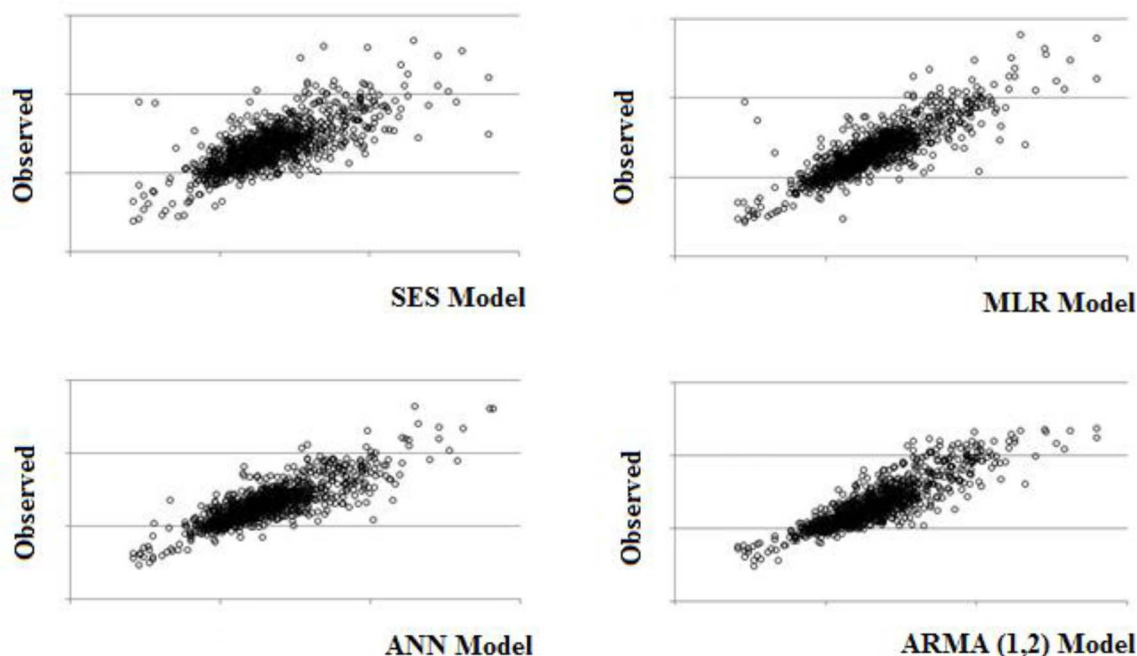 Observed
SES Model
Observed
MLR Model
Observed
ANN Model
Observed
ARMA (1,2) Model